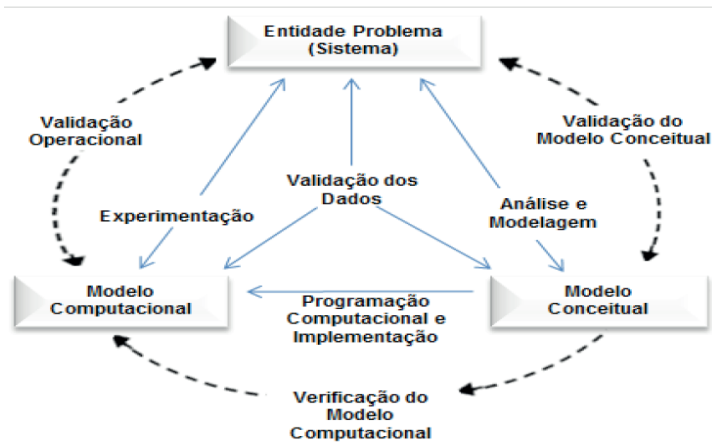 Entidade Problema
(Sistema)
Validação
Operacional
Validação do
Modelo Conceitual
Validação dos
Dados
Experimentação
Análise e
Modelagem
Modelo
Computacional
Programação
Computacional e
Implementação
Modelo
Conceitual
Verificação do
Modelo
Computacional